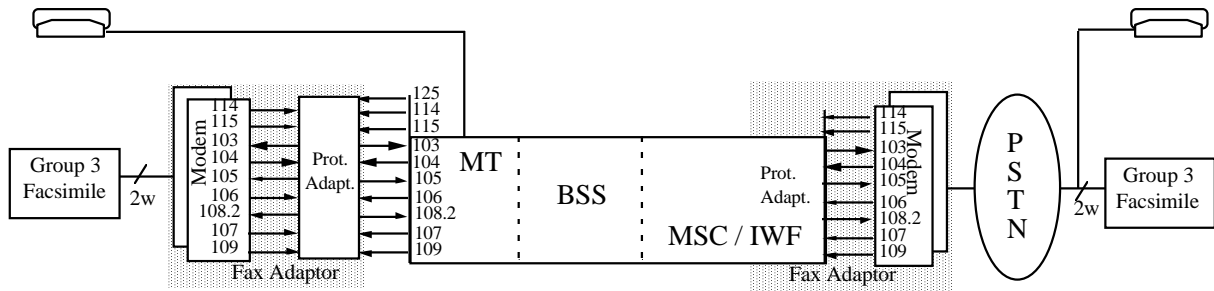 Group 3
Facsimile
2w
Modem
114
115
103
104
105
106
108.2
107
109
Prot.
Adapt.
Fax Adaptor
125
114
115
103
104
105
106
108.2
107
109
MT
BSS
MSC / IWF
Prot.
Adapt.
114
115
103
104
105
106
108.2
107
109
Modem
Fax Adaptor
P
S
T
N
2w
Group 3
Facsimile